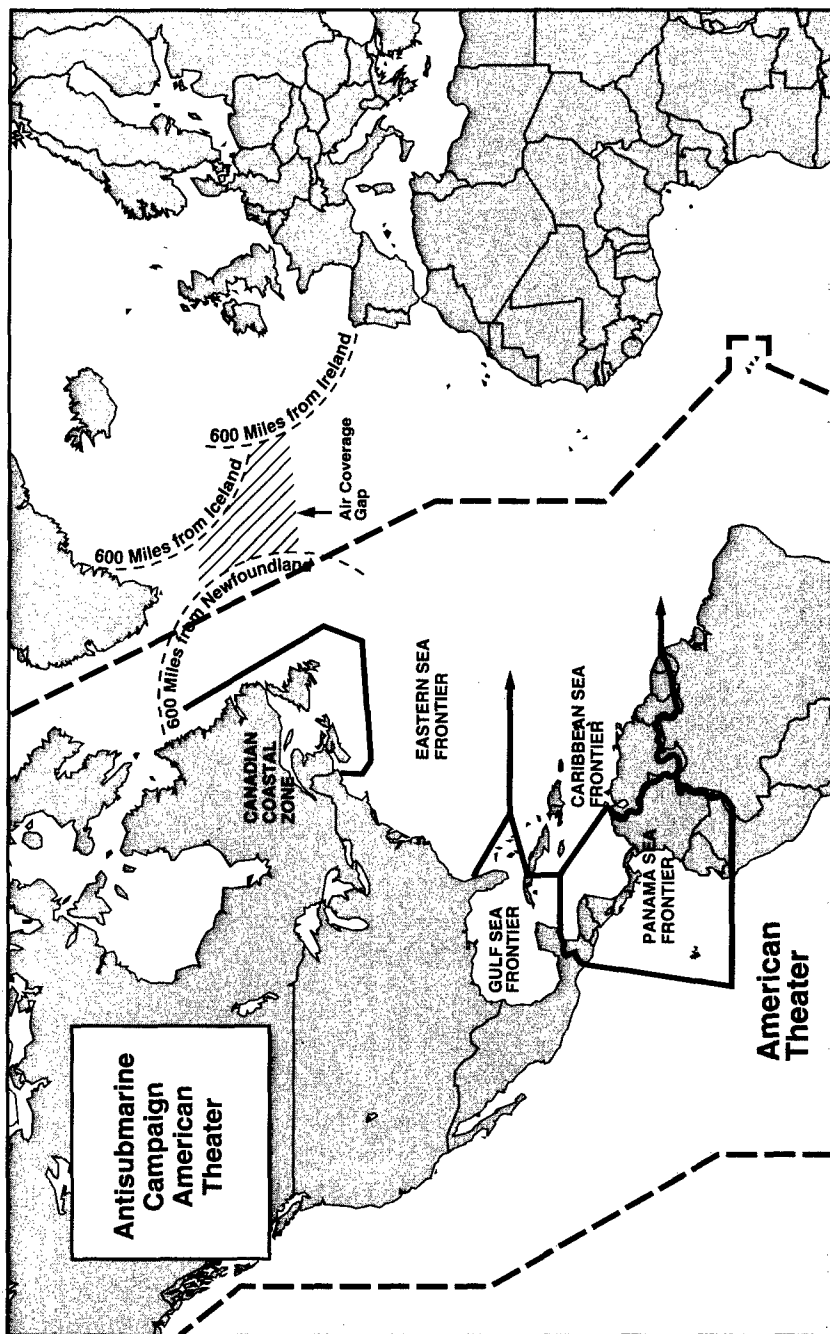 Antisubmarine
Campaign
American
Theater
600 Miles from Iceland
600 Miles from Ireland
600 Miles from Newfoundland
Air Coverage
Gap
CANADIAN
COASTAL
ZONE
EASTERN SEA
FRONTIER
GULF SEA
FRONTIER
CARIBBEAN SEA
FRONTIER
PANAMA SEA
FRONTIER
American
Theater